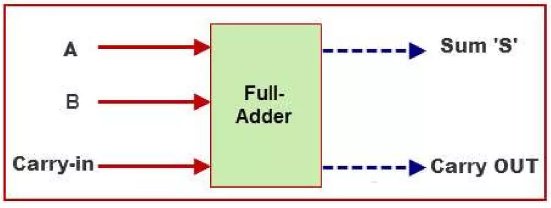 A
B
Carry-in
Full-
Adder
Sum 'S'
Carry OUT